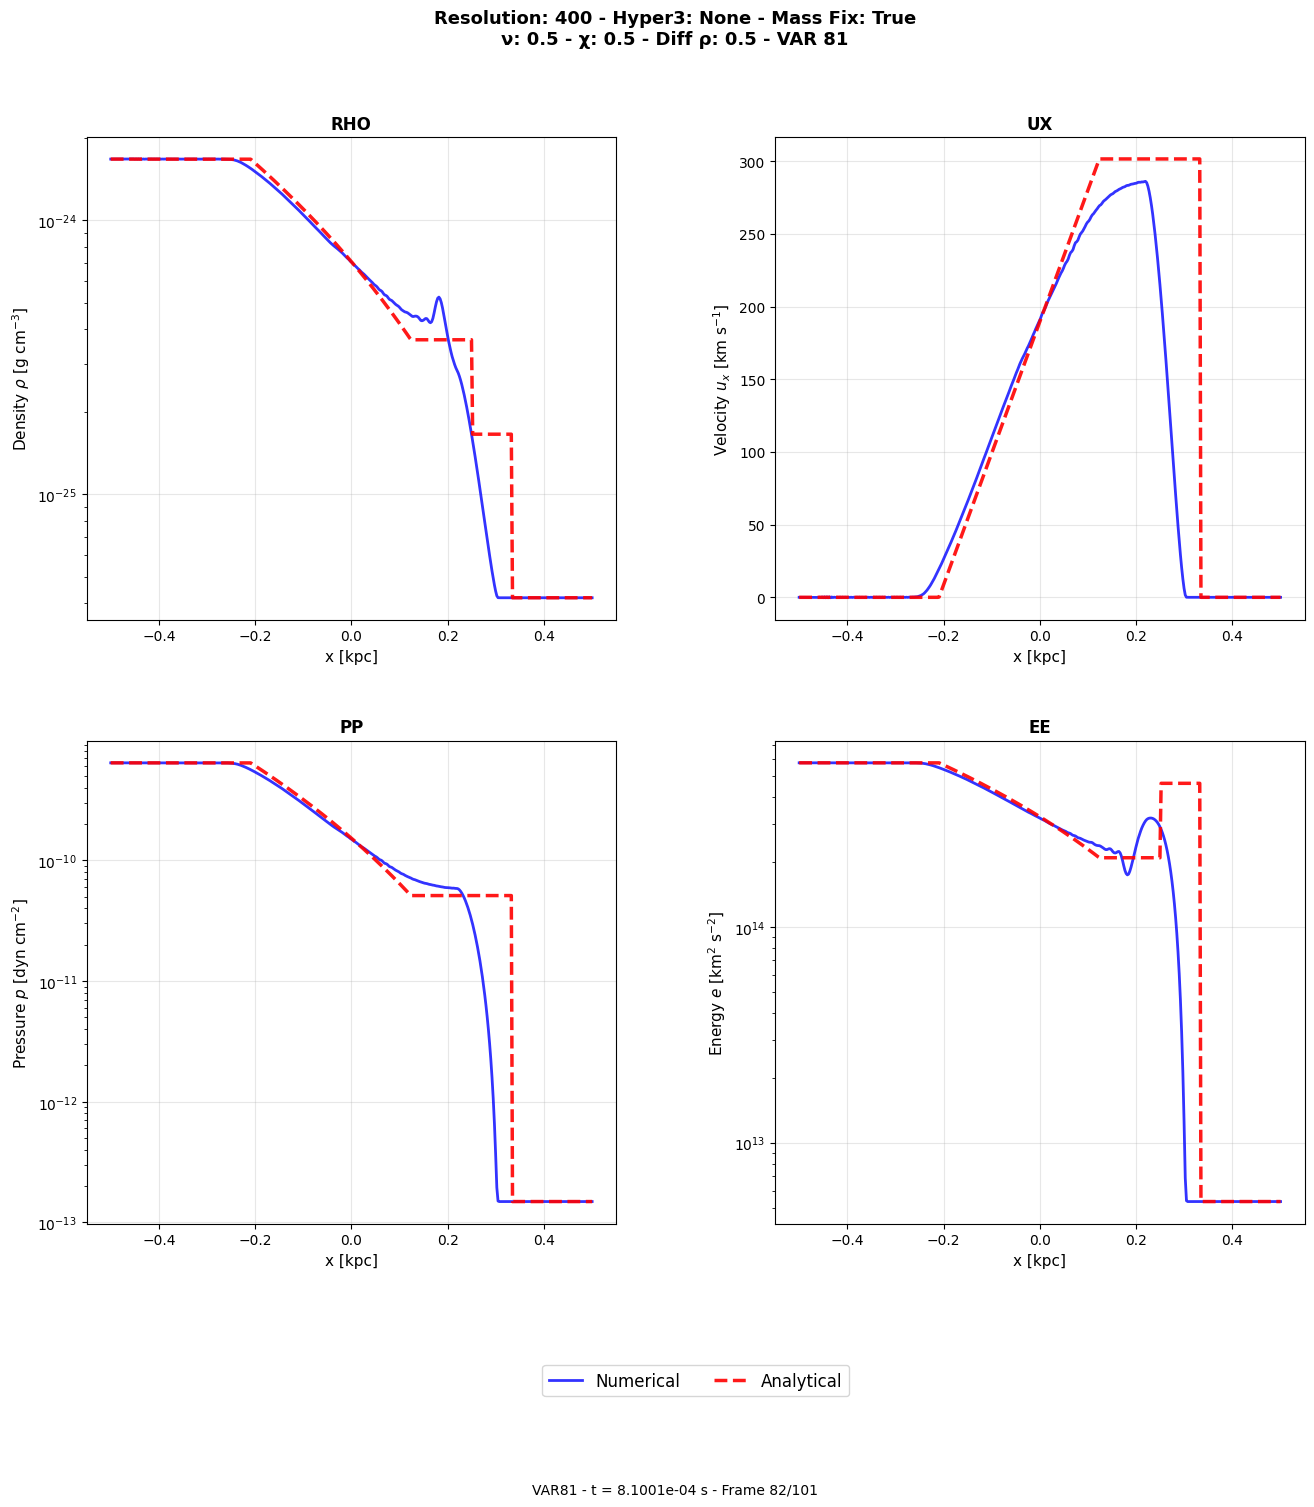 Resolution: 400 - Hyper3: None - Mass Fix: True
ν: 0.5 - χ: 0.5 - Diff ρ: 0.5 - VAR 81
RHO
Density ρ [g cm⁻³]
10⁻²⁴
10⁻²⁵
−0.4 −0.2 0.0 0.2 0.4
x [kpc]
UX
Velocity uₓ [km s⁻¹]
300
250
200
150
100
50
0
−0.4 −0.2 0.0 0.2 0.4
x [kpc]
PP
Pressure p [dyn cm⁻²]
10⁻¹⁰
10⁻¹¹
10⁻¹²
10⁻¹³
−0.4 −0.2 0.0 0.2 0.4
x [kpc]
EE
Energy e [km² s⁻²]
10¹⁴
10¹³
−0.4 −0.2 0.0 0.2 0.4
x [kpc]
Numerical Analytical
VAR81 - t = 8.1001e-04 s - Frame 82/101